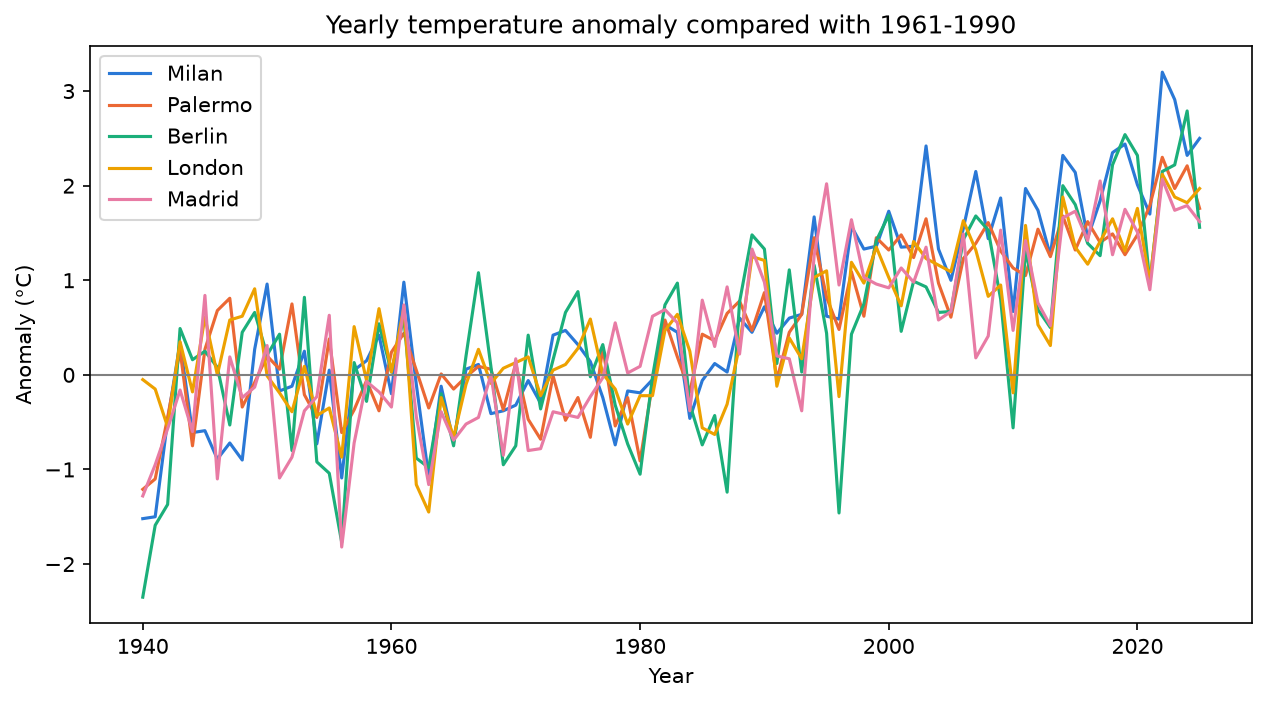 Yearly temperature anomaly compared with 1961-1990
Milan
Palermo
Berlin
London
Madrid
3
2
1
0
−1
−2
Anomaly (°C)
1940
1960
1980
2000
2020
Year